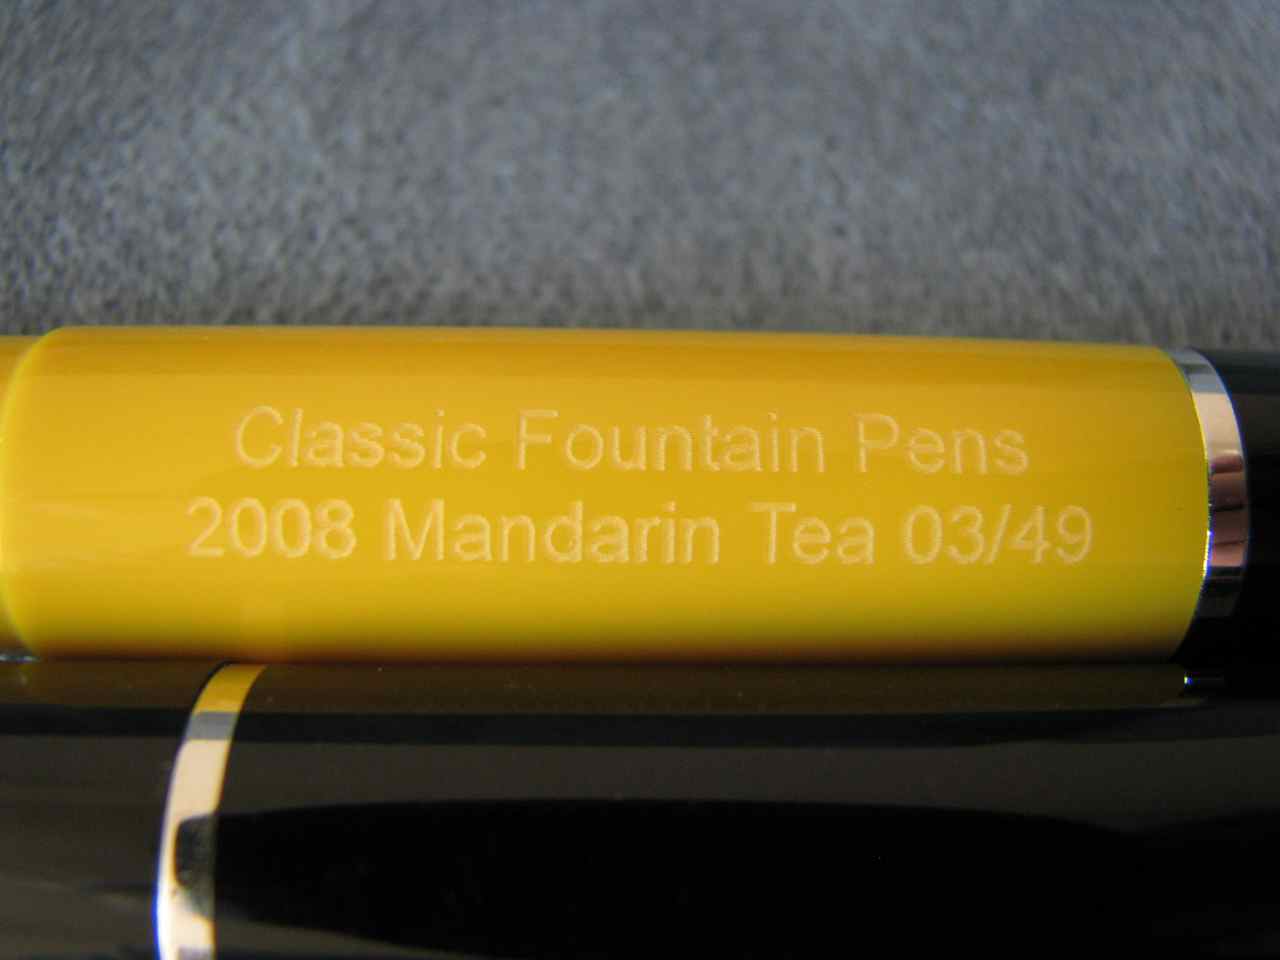 Classic Fountain Pens
2008 Mandarin Tea 03/49